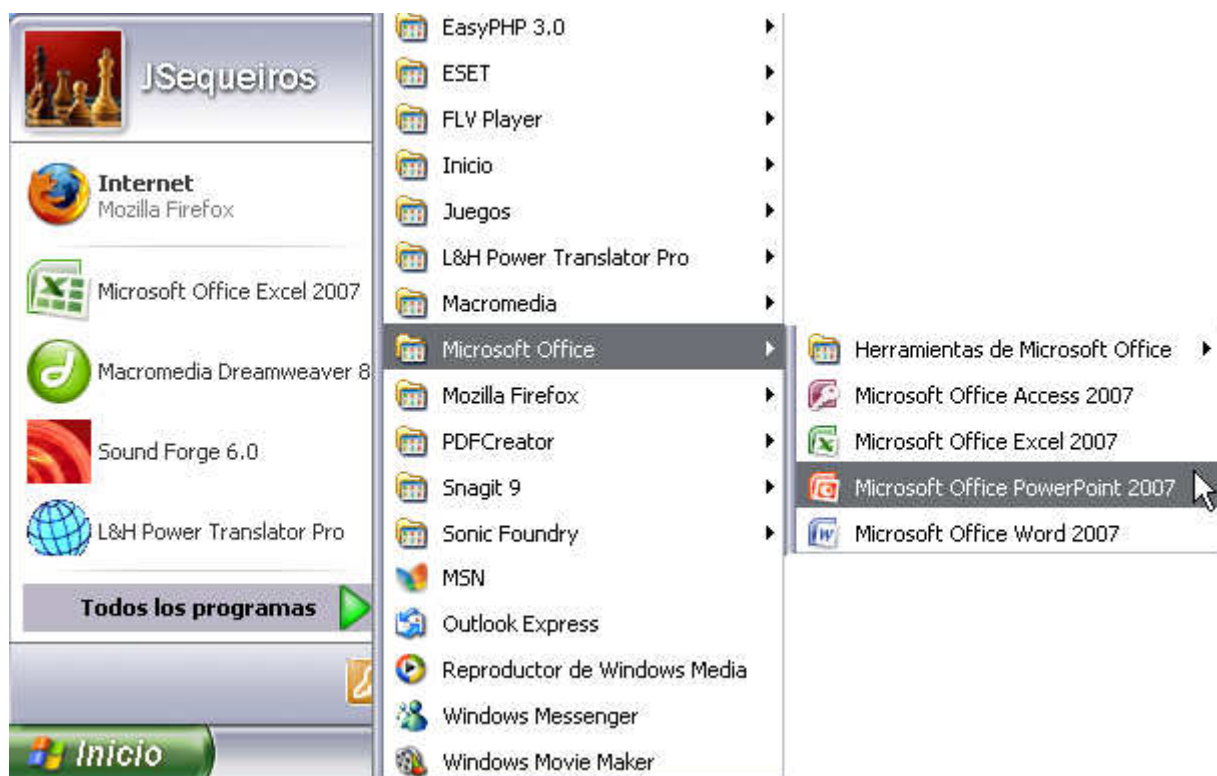 JSequeiros
Internet
Mozilla Firefox
Microsoft Office Excel 2007
Macromedia Dreamweaver 8
Sound Forge 6.0
L&H Power Translator Pro
Todos los programas
Inicio
EasyPHP 3.0
ESET
FLV Player
Inicio
Juegos
L&H Power Translator Pro
Macromedia
Microsoft Office
Mozilla Firefox
PDFCreator
Snagit 9
Sonic Foundry
MSN
Outlook Express
Reproductor de Windows Media
Windows Messenger
Windows Movie Maker
Herramientas de Microsoft Office
Microsoft Office Access 2007
Microsoft Office Excel 2007
Microsoft Office PowerPoint 2007
Microsoft Office Word 2007